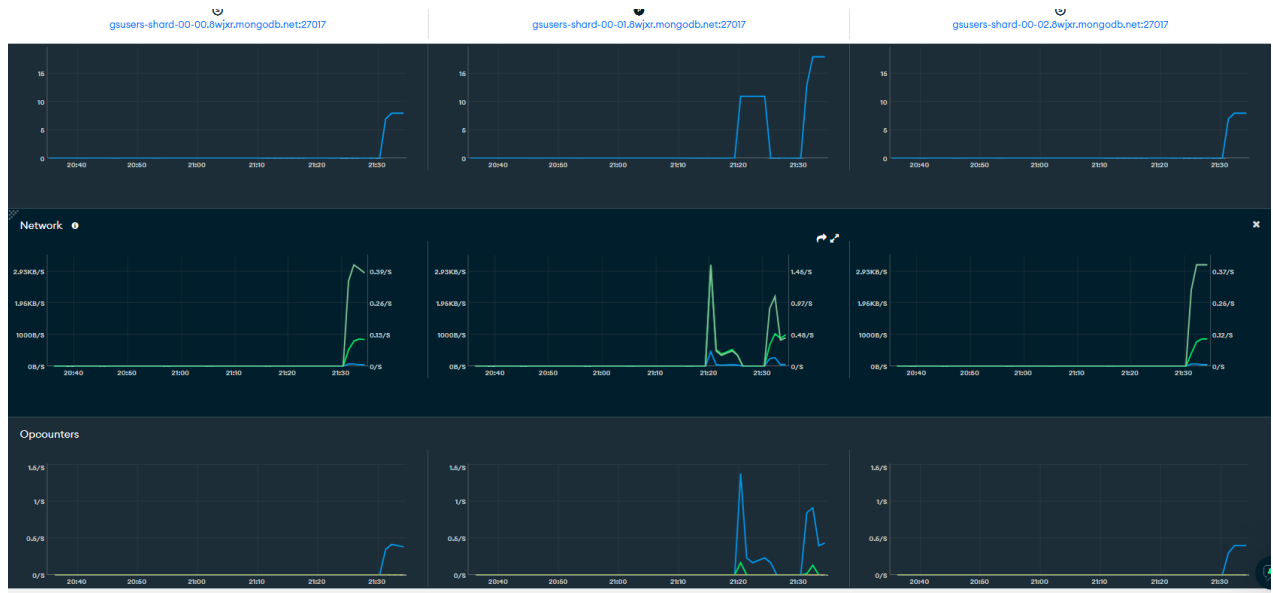 S P S
gsusers-shard-00-00.8wjxr.mongodb.net:27017 gsusers-shard-00-01.8wjxr.mongodb.net:27017 gsusers-shard-00-02.8wjxr.mongodb.net:27017
15 15 15
10 10 10
5 5 5
0 0 0
20:40 20:50 21:00 21:10 21:20 21:30 20:40 20:50 21:00 21:10 21:20 21:30 20:40 20:50 21:00 21:10 21:20 21:30
Network
2.93KB/S 0.39/S 2.93KB/S 1.46/S 2.93KB/S 0.37/S
1.95KB/S 0.26/S 1.95KB/S 0.97/S 1.95KB/S 0.25/S
1000B/S 0.13/S 1000B/S 0.48/S 1000B/S 0.12/S
0B/S 0/S 0B/S 0/S 0B/S 0/S
20:40 20:50 21:00 21:10 21:20 21:30 20:40 20:50 21:00 21:10 21:20 21:30 20:40 20:50 21:00 21:10 21:20 21:30
Opcounters
1.5/S 1.5/S 1.5/S
1/S 1/S 1/S
0.5/S 0.5/S 0.5/S
0/S 0/S 0/S
20:40 20:50 21:00 21:10 21:20 21:30 20:40 20:50 21:00 21:10 21:20 21:30 20:40 20:50 21:00 21:10 21:20 21:30